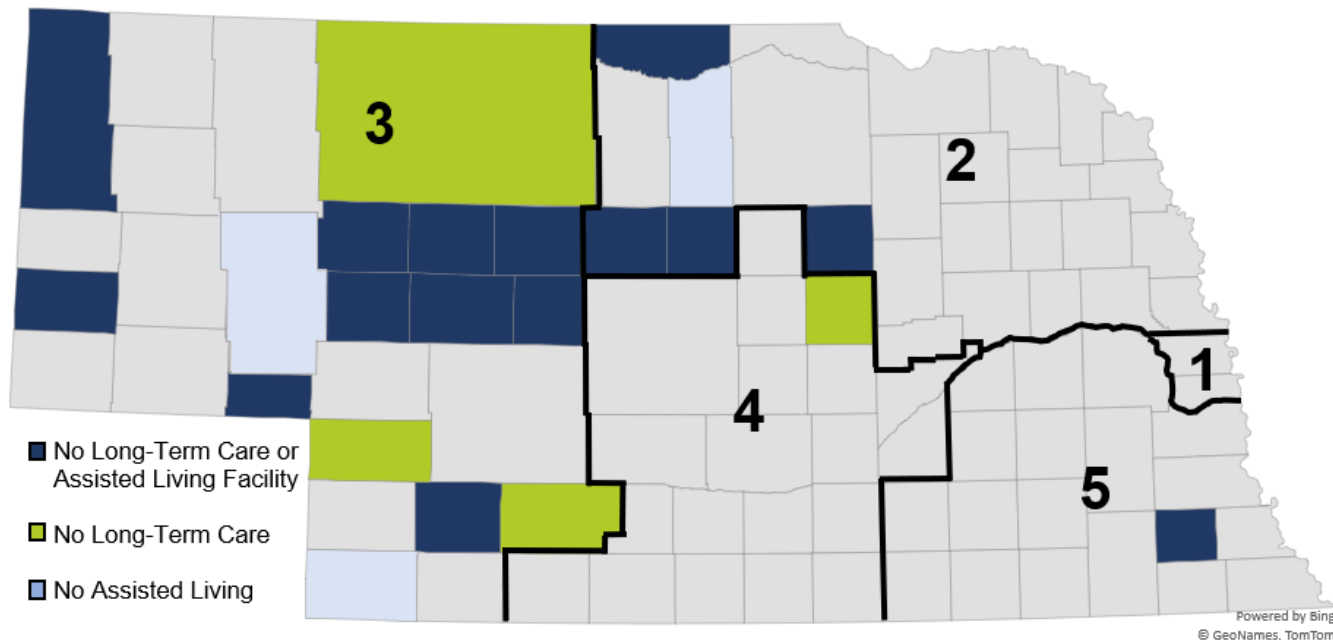 3
2
1
4
5
No Long-Term Care or
Assisted Living Facility
No Long-Term Care
No Assisted Living
Powered by Bing
© GeoNames, TomTom